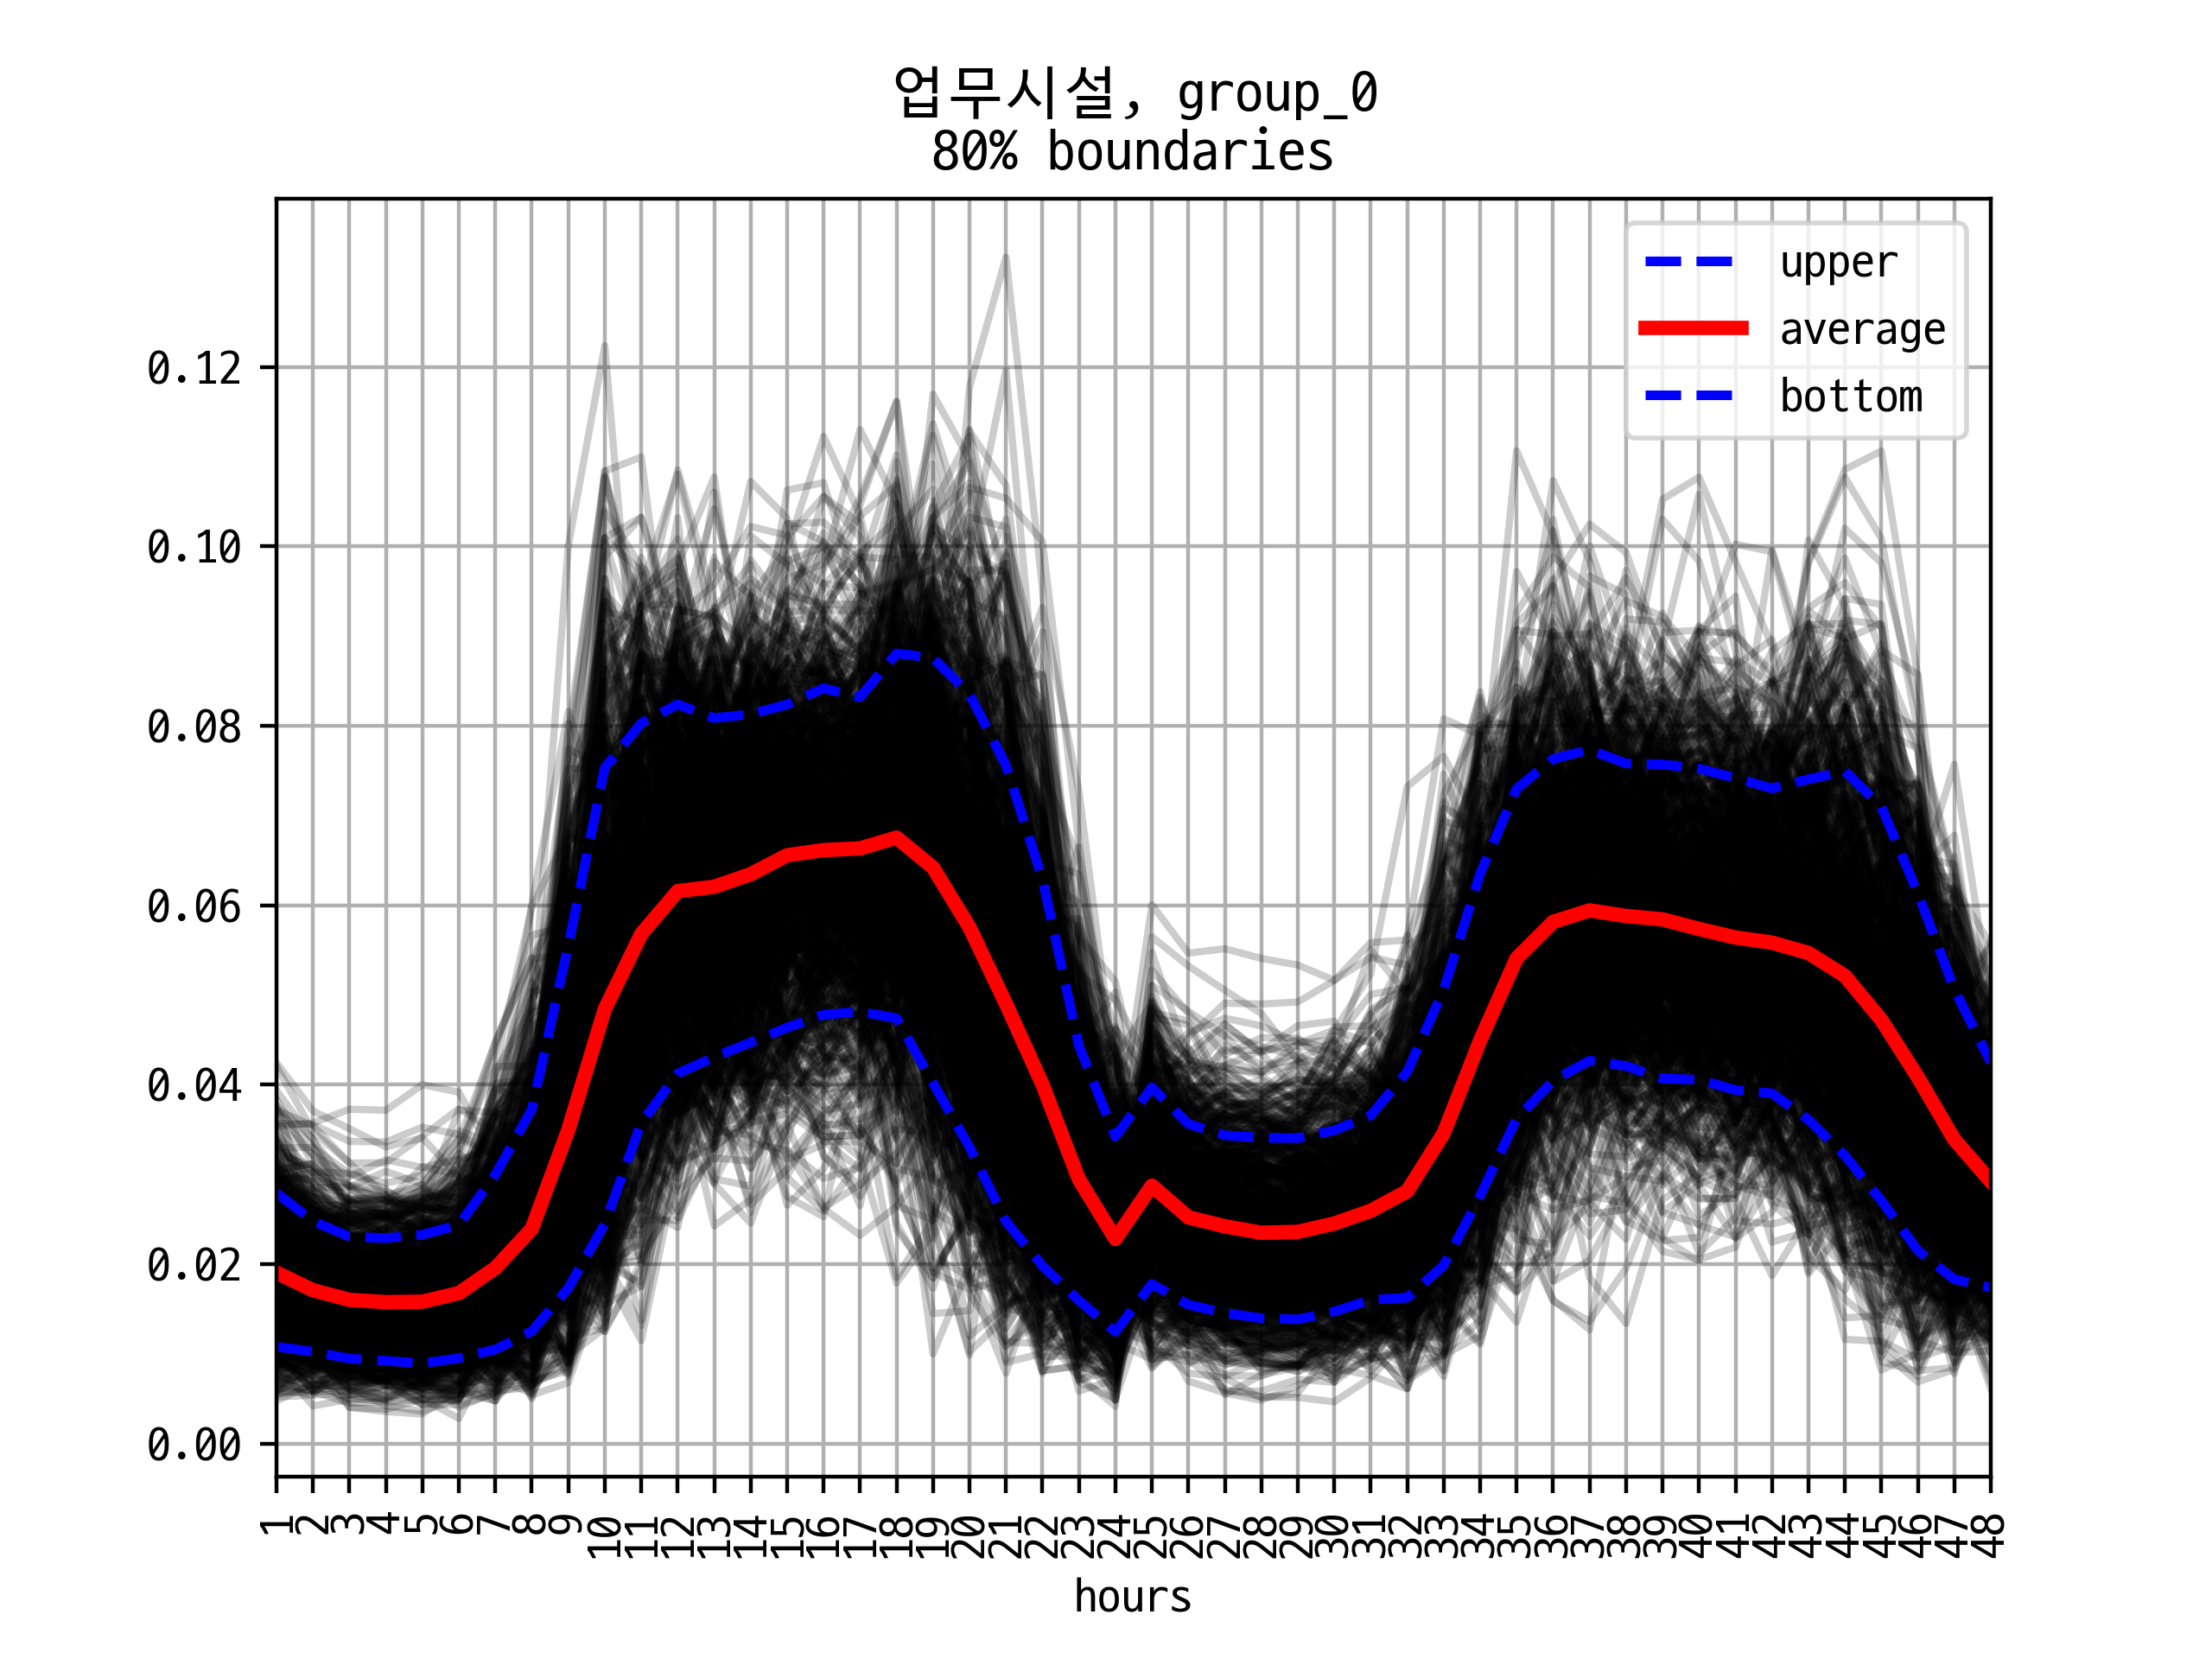 업무시설, group_0
80% boundaries
upper
average
bottom
0.12
0.10
0.08
0.06
0.04
0.02
0.00
1 2 3 4 5 6 7 8 9 10 11 12 13 14 15 16 17 18 19 20 21 22 23 24 25 26 27 28 29 30 31 32 33 34 35 36 37 38 39 40 41 42 43 44 45 46 47 48
hours